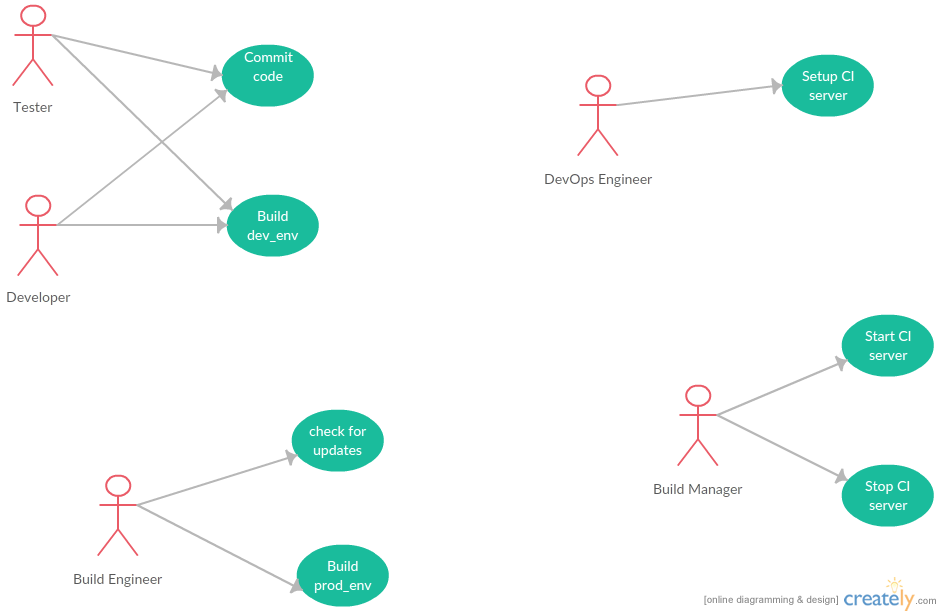 Commit
code
Tester
Setup CI
server
DevOps Engineer
Build
dev_env
Developer
Start CI
server
check for
updates
Build Manager
Stop CI
server
Build Engineer
Build
prod_env
[online diagramming & design] creately.com